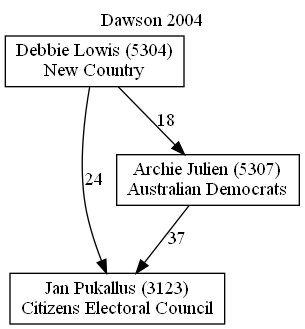 Dawson 2004
Debbie Lowis (5304)
New Country
18
Archie Julien (5307)
Australian Democrats
24
37
Jan Pukallus (3123)
Citizens Electoral Council